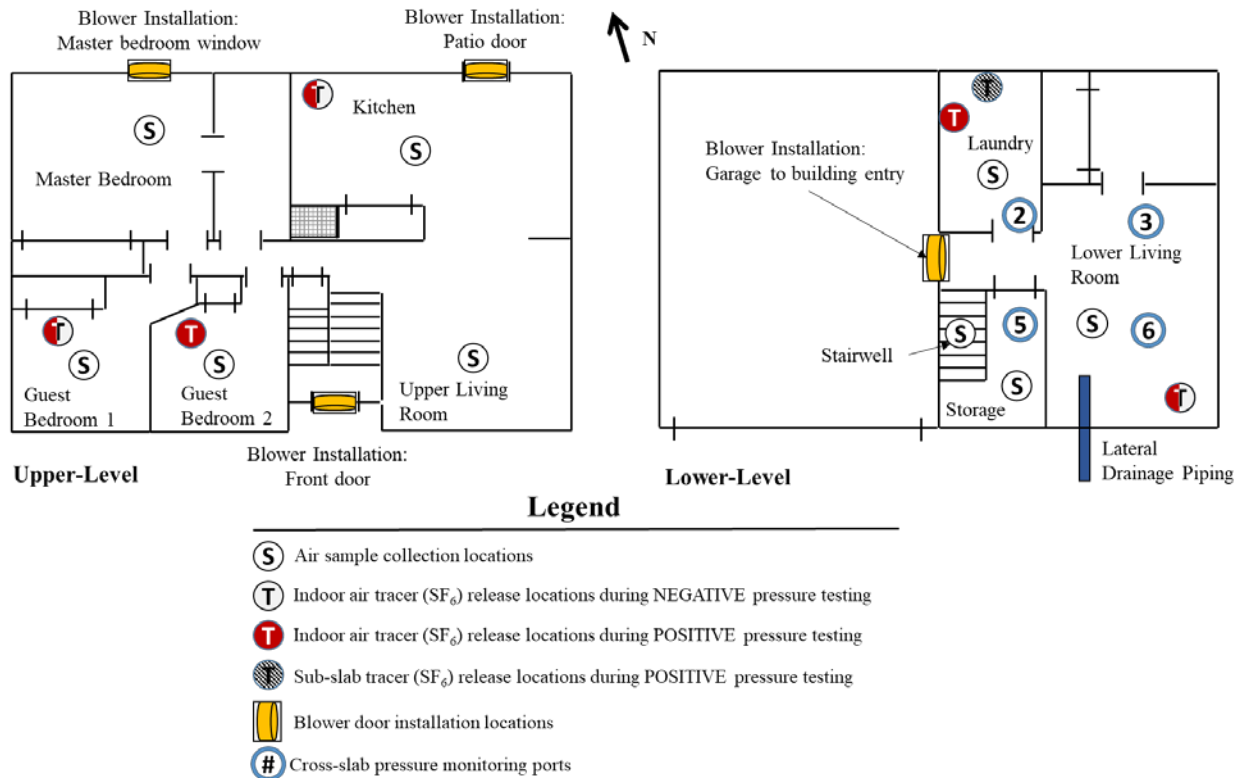 Blower Installation:
Master bedroom window
Blower Installation:
Patio door
N
T
Kitchen
S
S
Master Bedroom
T
S
Guest
Bedroom 1
T
S
Guest
Bedroom 2
S
Upper Living
Room
Upper-Level
Blower Installation:
Front door
T
T
Laundry
Blower Installation:
Garage to building entry
S
2
3
Lower Living
Room
S
5
S
6
Stairwell
S
Storage
T
Lower-Level
Lateral
Drainage Piping
Legend
S Air sample collection locations
T Indoor air tracer (SF₆) release locations during NEGATIVE pressure testing
T Indoor air tracer (SF₆) release locations during POSITIVE pressure testing
T Sub-slab tracer (SF₆) release locations during POSITIVE pressure testing
Blower door installation locations
# Cross-slab pressure monitoring ports